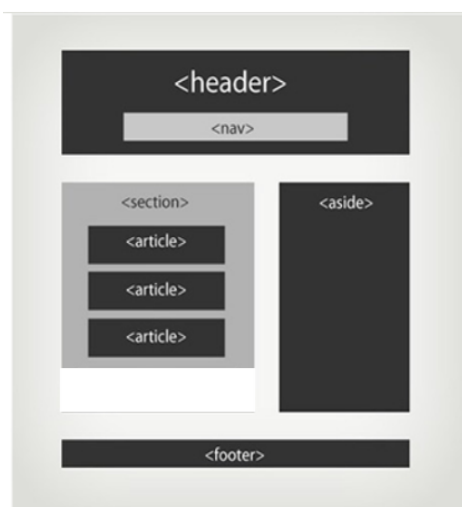 <header>
<nav>
<section>
<article>
<article>
<article>
<aside>
<footer>